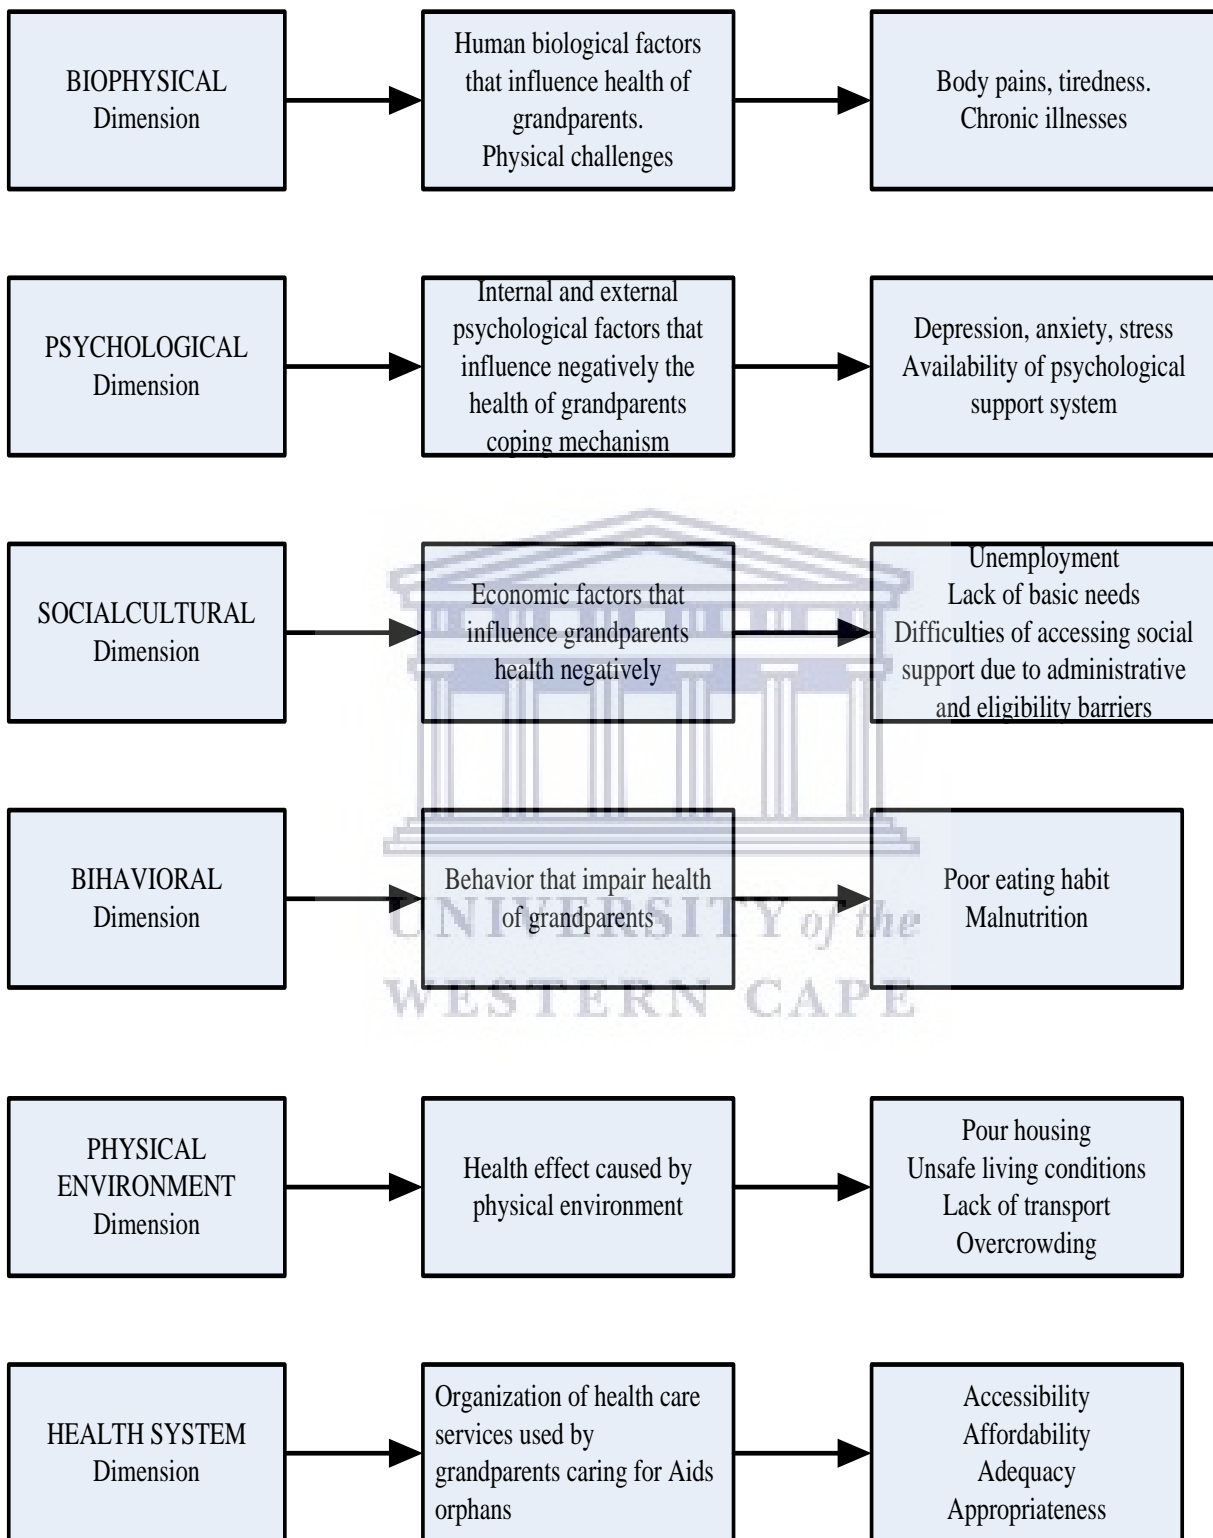 BIOPHYSICAL
Dimension
Human biological factors
that influence health of
grandparents.
Physical challenges
Body pains, tiredness.
Chronic illnesses
PSYCHOLOGICAL
Dimension
Internal and external
psychological factors that
influence negatively the
health of grandparents
coping mechanism
Depression, anxiety, stress
Availability of psychological
support system
SOCIALCULTURAL
Dimension
Economic factors that
influence grandparents
health negatively
Unemployment
Lack of basic needs
Difficulties of accessing social
support due to administrative
and eligibility barriers
BIHAVIORAL
Dimension
Behavior that impair health
of grandparents
Poor eating habit
Malnutrition
UNIVERSITY of the
WESTERN CAPE
PHYSICAL
ENVIRONMENT
Dimension
Health effect caused by
physical environment
Pour housing
Unsafe living conditions
Lack of transport
Overcrowding
HEALTH SYSTEM
Dimension
Organization of health care
services used by
grandparents caring for Aids
orphans
Accessibility
Affordability
Adequacy
Appropriateness